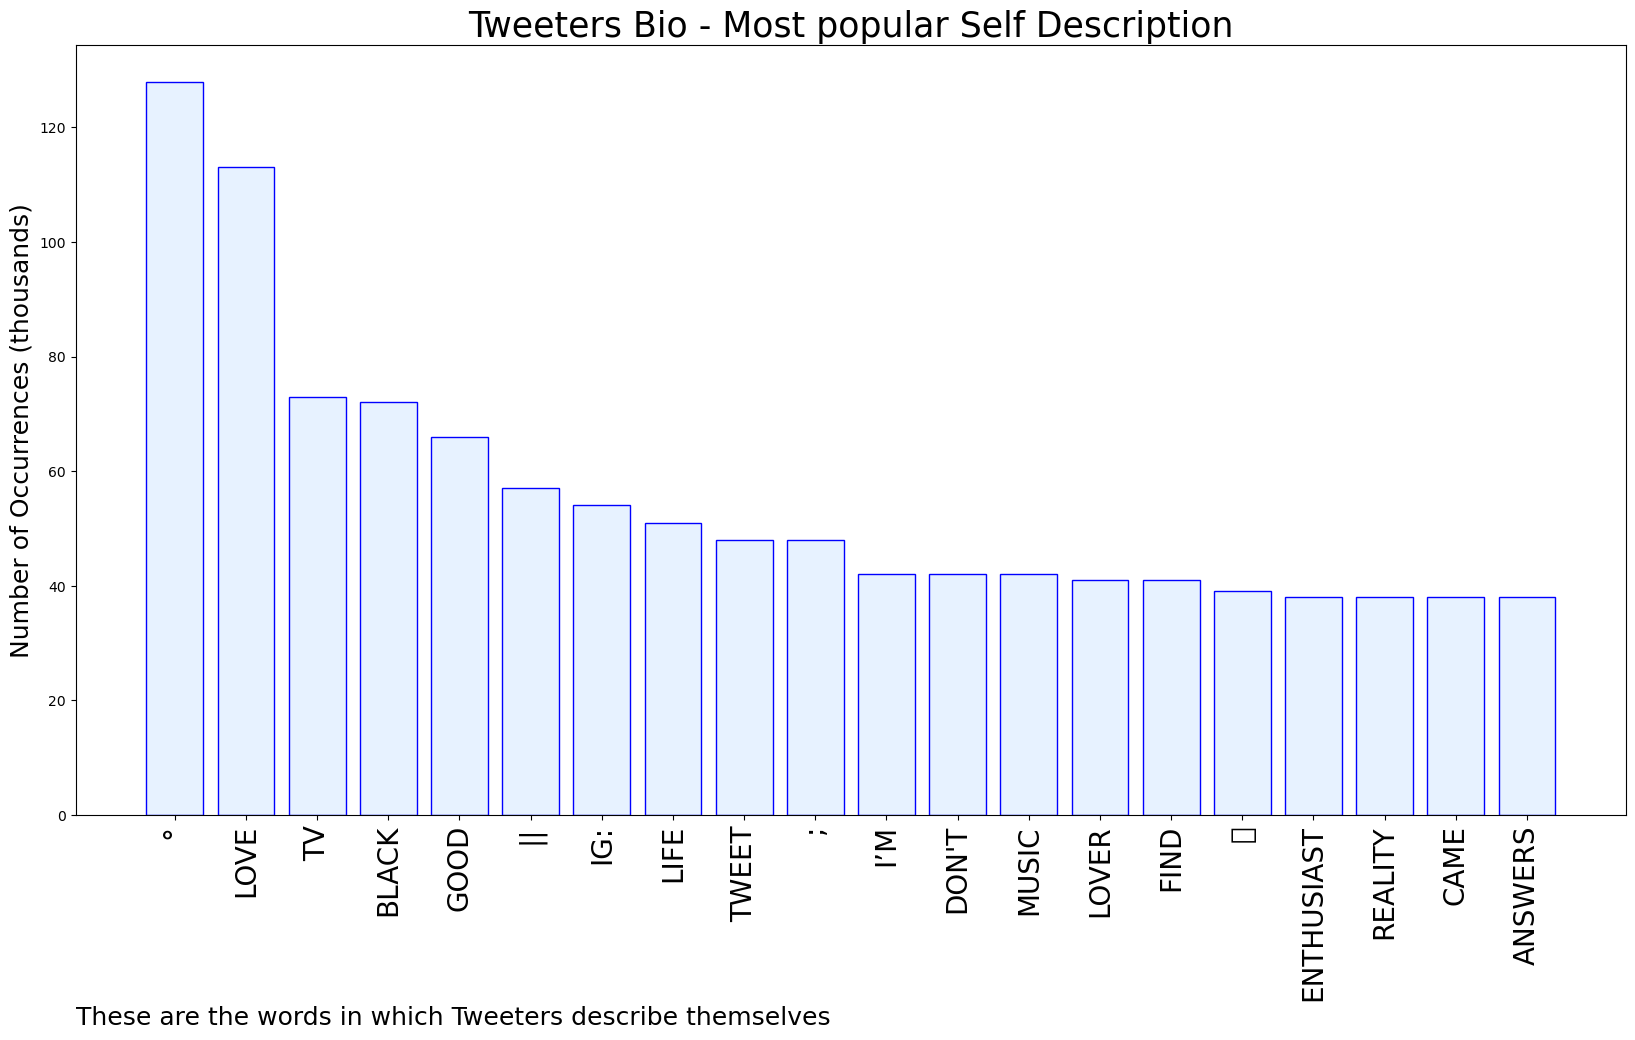 Tweeters Bio - Most popular Self Description
Number of Occurrences (thousands)
120
100
80
60
40
20
0
°
LOVE
TV
BLACK
GOOD
||
IG:
LIFE
TWEET
;
I’M
DON'T
MUSIC
LOVER
FIND
ENTHUSIAST
REALITY
CAME
ANSWERS
These are the words in which Tweeters describe themselves